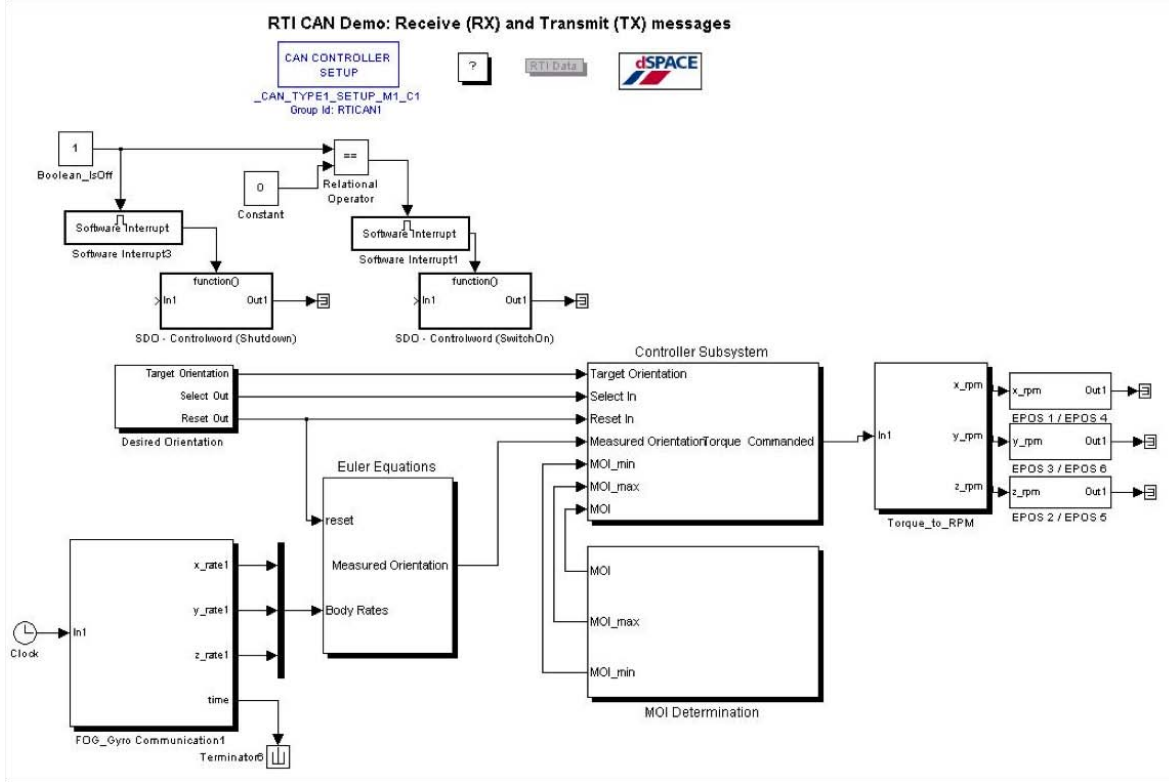 RTI CAN Demo: Receive (RX) and Transmit (TX) messages
CAN CONTROLLER
SETUP
_CAN_TYPE1_SETUP_M1_C1
Group Id: RTICAN1
?
RTI Data
dSPACE
1
Boolean_IsOff
==
Relational
Operator
0
Constant
Software Interrupt
Software Interrupt3
Software Interrupt
Software Interrupt1
function()
In1
Out1
SDO - Controlword (Shutdown)
function()
In1
Out1
SDO - Controlword (SwitchOn)
Target Orientation
Select Out
Reset Out
Desired Orientation
Controller Subsystem
Target Orientation
Select In
Reset In
Measured Orientation
Torque Commanded
MOI_min
MOI_max
MOI
In1
x_rpm
y_rpm
z_rpm
Torque_to_RPM
x_rpm
Out1
EPOS 1 / EPOS 4
y_rpm
Out1
EPOS 3 / EPOS 6
z_rpm
Out1
EPOS 2 / EPOS 5
Euler Equations
reset
Measured Orientation
Body Rates
MOI
MOI_max
MOI_min
MOI Determination
Clock
In1
x_rate1
y_rate1
z_rate1
time
FOG_Gyro Communication1
Terminator6